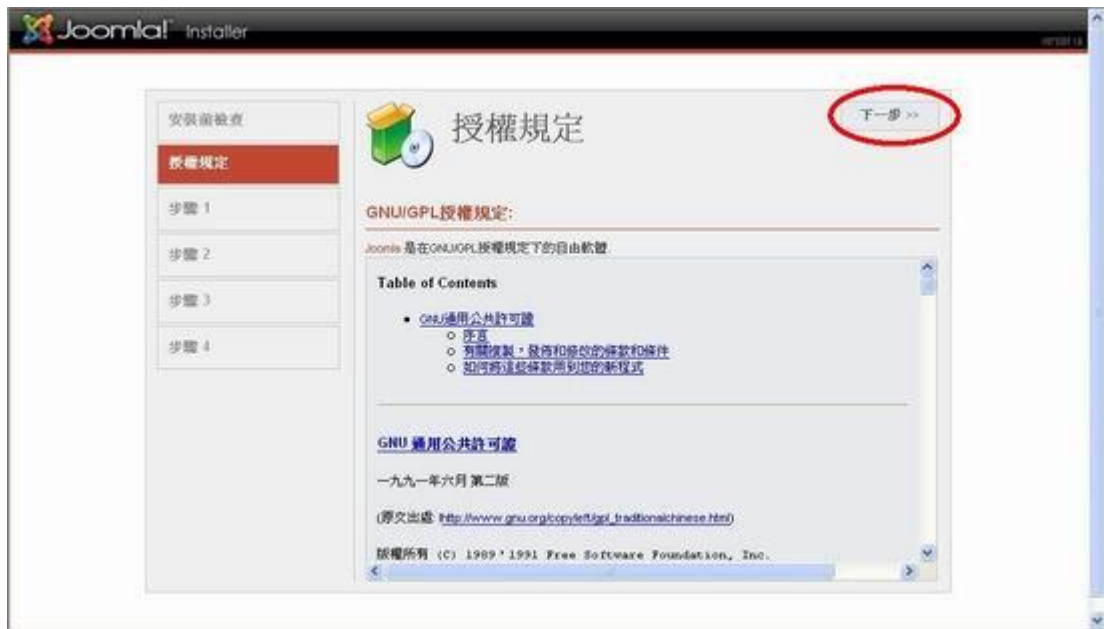 Joomla! Installer
安裝前檢查
授權規定
步驟 1
步驟 2
步驟 3
步驟 4
授權規定
下一步 >>
GNU/GPL授權規定:
Joomla 是在GNU/GPL授權規定下的自由軟體.
Table of Contents
GNU通用公共許可證
序言
有關複製，發佈和修改的條款和條件
如何將這些條款用到您的新程式
GNU 通用公共許可證
一九九一年六月 第二版
(原文出處: http://www.gnu.org/copyleft/gpl_traditionalchinese.html)
版權所有 (C) 1989，1991 Free Software Foundation, Inc.